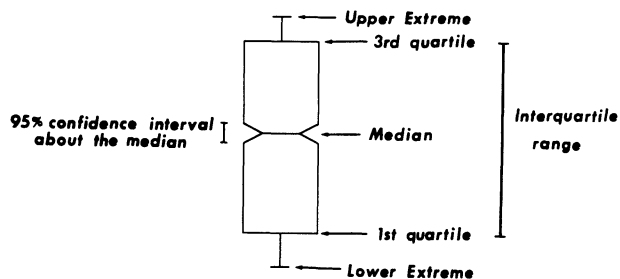 Upper Extreme
3rd quartile
95% confidence interval
about the median
Median
Interquartile
range
1st quartile
Lower Extreme